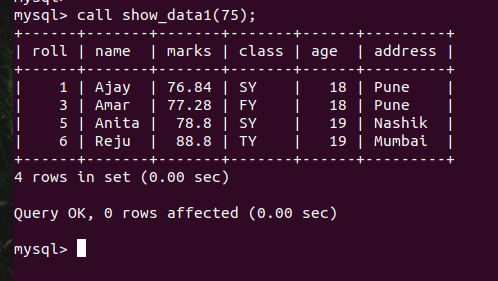 mysql> call show_data1(75);
+------+-------+-------+-------+------+---------+
| roll | name  | marks | class | age  | address |
+------+-------+-------+-------+------+---------+
|    1 | Ajay  | 76.84 | SY    |   18 | Pune    |
|    3 | Amar  | 77.28 | FY    |   18 | Pune    |
|    5 | Anita |  78.8 | SY    |   19 | Nashik  |
|    6 | Reju  |  88.8 | TY    |   19 | Mumbai  |
+------+-------+-------+-------+------+---------+
4 rows in set (0.00 sec)
Query OK, 0 rows affected (0.00 sec)
mysql>